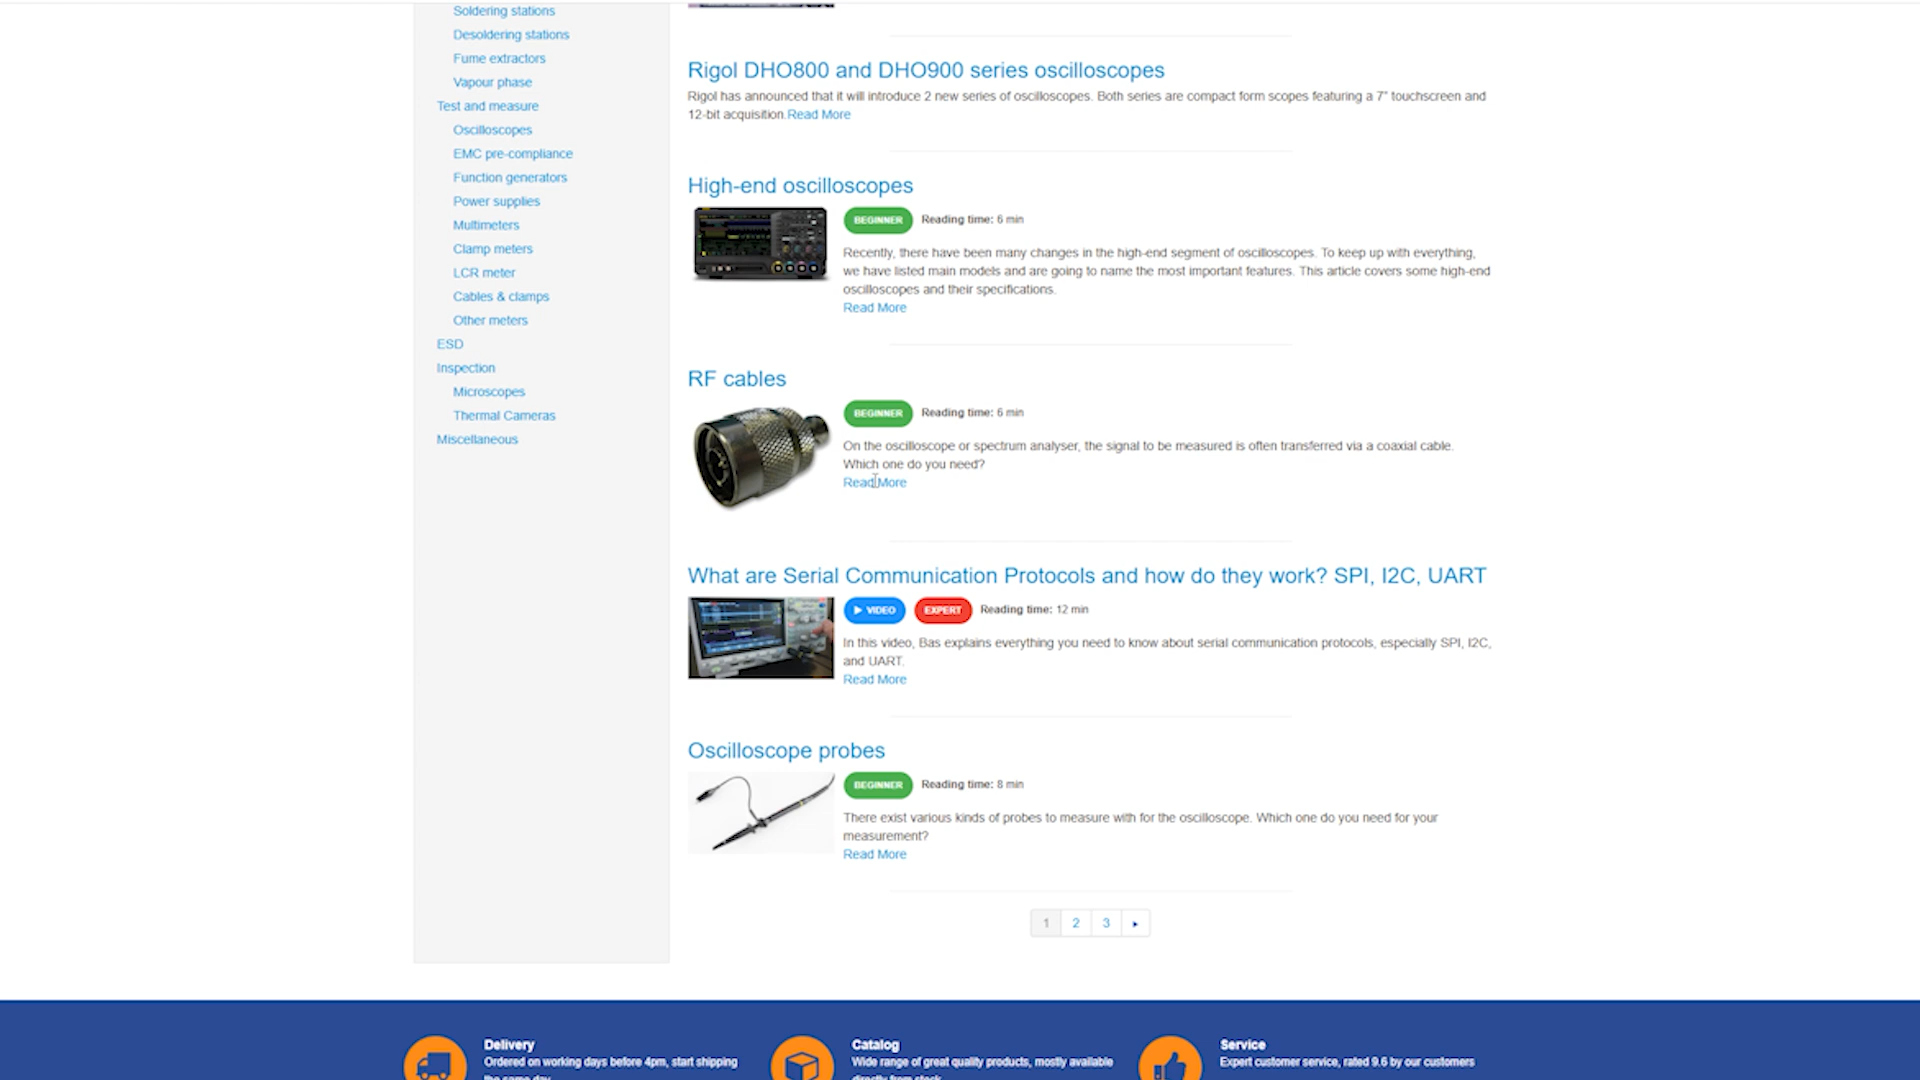 Soldering stations
Desoldering stations
Fume extractors
Vapour phase
Test and measure
Oscilloscopes
EMC pre-compliance
Function generators
Power supplies
Multimeters
Clamp meters
LCR meter
Cables & clamps
Other meters
ESD
Inspection
Microscopes
Thermal Cameras
Miscellaneous
Rigol DHO800 and DHO900 series oscilloscopes
Rigol has announced that it will introduce 2 new series of oscilloscopes. Both series are compact form scopes featuring a 7" touchscreen and
12-bit acquisition.Read More
High-end oscilloscopes
BEGINNER Reading time: 6 min
Recently, there have been many changes in the high-end segment of oscilloscopes. To keep up with everything,
we have listed main models and are going to name the most important features. This article covers some high-end
oscilloscopes and their specifications.
Read More
RF cables
BEGINNER Reading time: 6 min
On the oscilloscope or spectrum analyser, the signal to be measured is often transferred via a coaxial cable.
Which one do you need?
Read More
What are Serial Communication Protocols and how do they work? SPI, I2C, UART
VIDEO EXPERT Reading time: 12 min
In this video, Bas explains everything you need to know about serial communication protocols, especially SPI, I2C,
and UART.
Read More
Oscilloscope probes
BEGINNER Reading time: 8 min
There exist various kinds of probes to measure with for the oscilloscope. Which one do you need for your
measurement?
Read More
1 2 3
Delivery
Ordered on working days before 4pm, start shipping
the same day
Catalog
Wide range of great quality products, mostly available
directly from stock
Service
Expert customer service, rated 9.6 by our customers